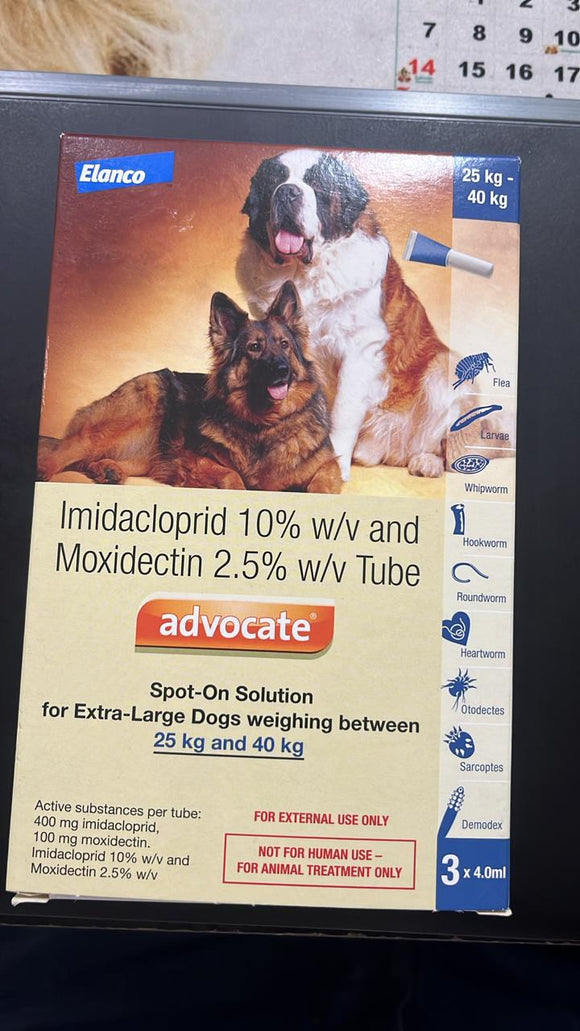 2 3
7 8 9 10
14 15 16 17
Elanco
25 kg -
40 kg
Flea
Larvae
Whipworm
Hookworm
Roundworm
Heartworm
Otodectes
Sarcoptes
Demodex
3 x 4.0ml
Imidacloprid 10% w/v and
Moxidectin 2.5% w/v Tube
advocate®
Spot-On Solution
for Extra-Large Dogs weighing between
25 kg and 40 kg
Active substances per tube:
400 mg imidacloprid,
100 mg moxidectin.
Imidacloprid 10% w/v and
Moxidectin 2.5% w/v
FOR EXTERNAL USE ONLY
NOT FOR HUMAN USE –
FOR ANIMAL TREATMENT ONLY